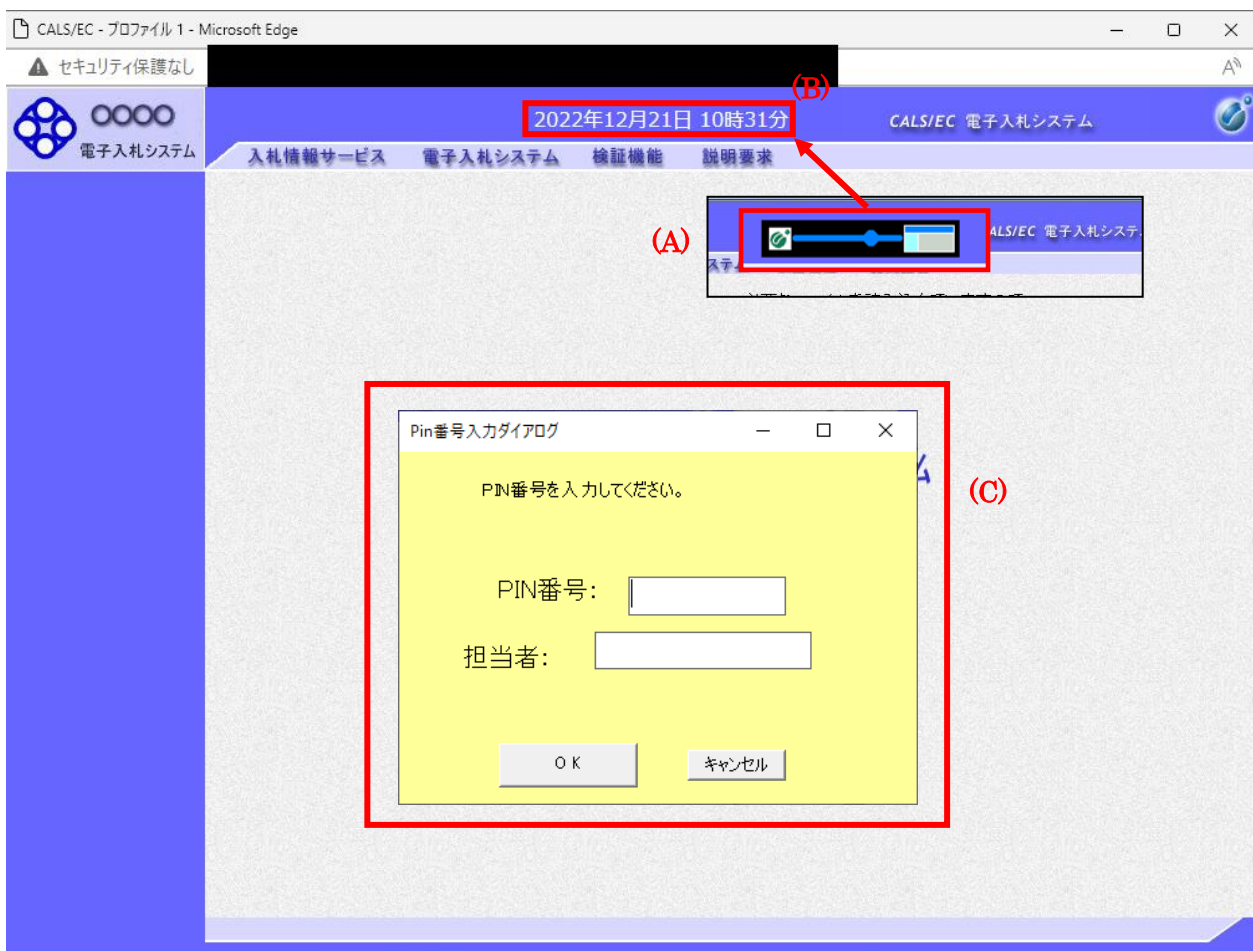 CALS/EC - プロファイル 1 - Microsoft Edge
セキュリティ保護なし
(B)
OOOO
電子入札システム
2022年12月21日 10時31分
CALS/EC 電子入札システム
入札情報サービス 電子入札システム 検証機能 説明要求
(A)
ALS/EC 電子入札システ
ステ
Pin番号入力ダイアログ
PIN番号を入力してください。
ム
(C)
PIN番号:
担当者:
OK
キャンセル